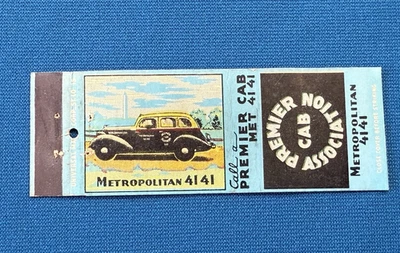 METROPOLITAN 4141
Call a
PREMIER CAB
MET 4141
PREMIER
CAB
ASSOCIATION
METROPOLITAN
4141